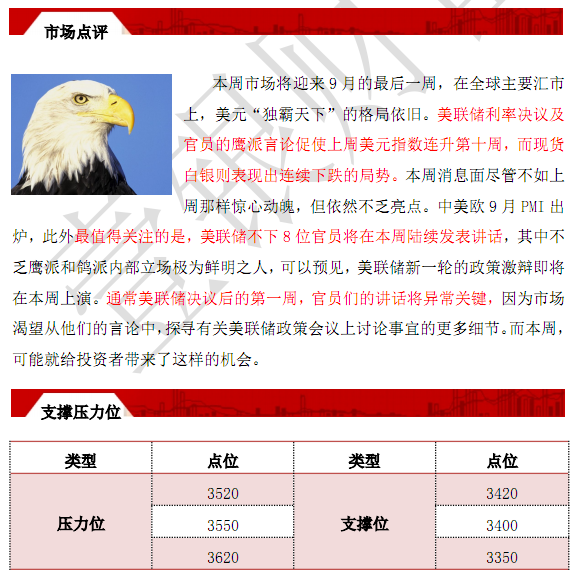 市场点评
本周市场将迎来 9 月的最后一周，在全球主要汇市
上，美元“独霸天下”的格局依旧。美联储利率决议及
官员的鹰派言论促使上周美元指数连升第十周，而现货
白银则表现出连续下跌的局势。本周消息面尽管不如上
周那样惊心动魄，但依然不乏亮点。中美欧 9 月 PMI 出
炉，此外最值得关注的是，美联储不下 8 位官员将在本周陆续发表讲话，其中不
乏鹰派和鸽派内部立场极为鲜明之人，可以预见，美联储新一轮的政策激辩即将
在本周上演。通常美联储决议后的第一周，官员们的讲话将异常关键，因为市场
渴望从他们的言论中，探寻有关美联储政策会议上讨论事宜的更多细节。而本周，
可能就给投资者带来了这样的机会。
支撑压力位
类型 点位 类型 点位
3520 3420
压力位 3550 支撑位 3400
3620 3350